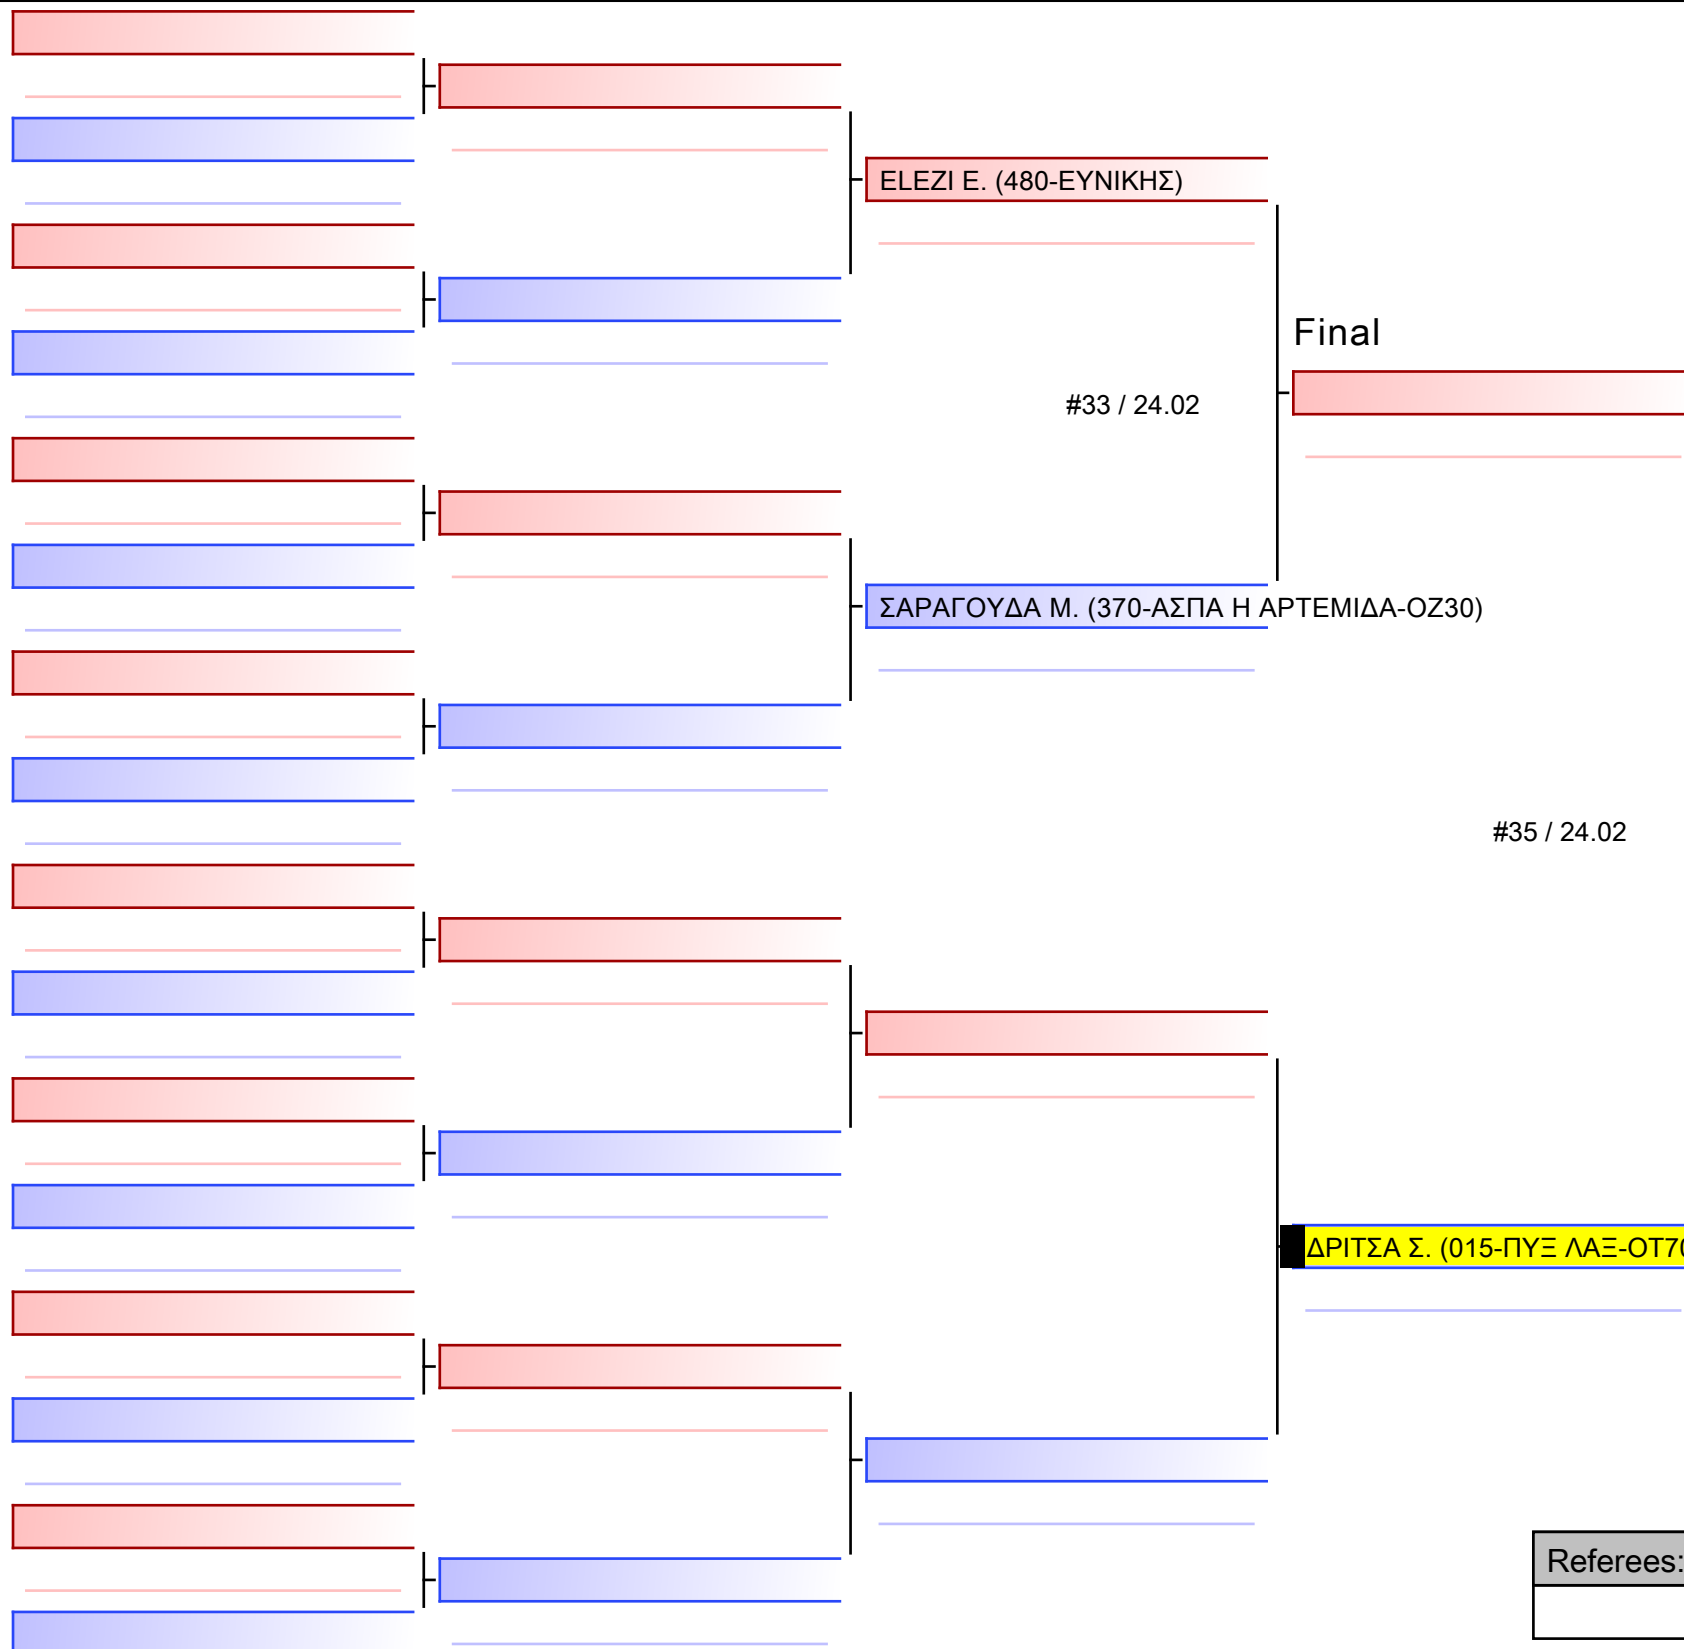 ELEZI E. (480-ΕΥΝΙΚΗΣ)
Final
#33 / 24.02
ΣΑΡΑΓΟΥΔΑ Μ. (370-ΑΣΠΑ Η ΑΡΤΕΜΙΔΑ-ΟΖ30)
#35 / 24.02
ΔΡΙΤΣΑ Σ. (015-ΠΥΞ ΛΑΞ-ΟΤ70
Referees: